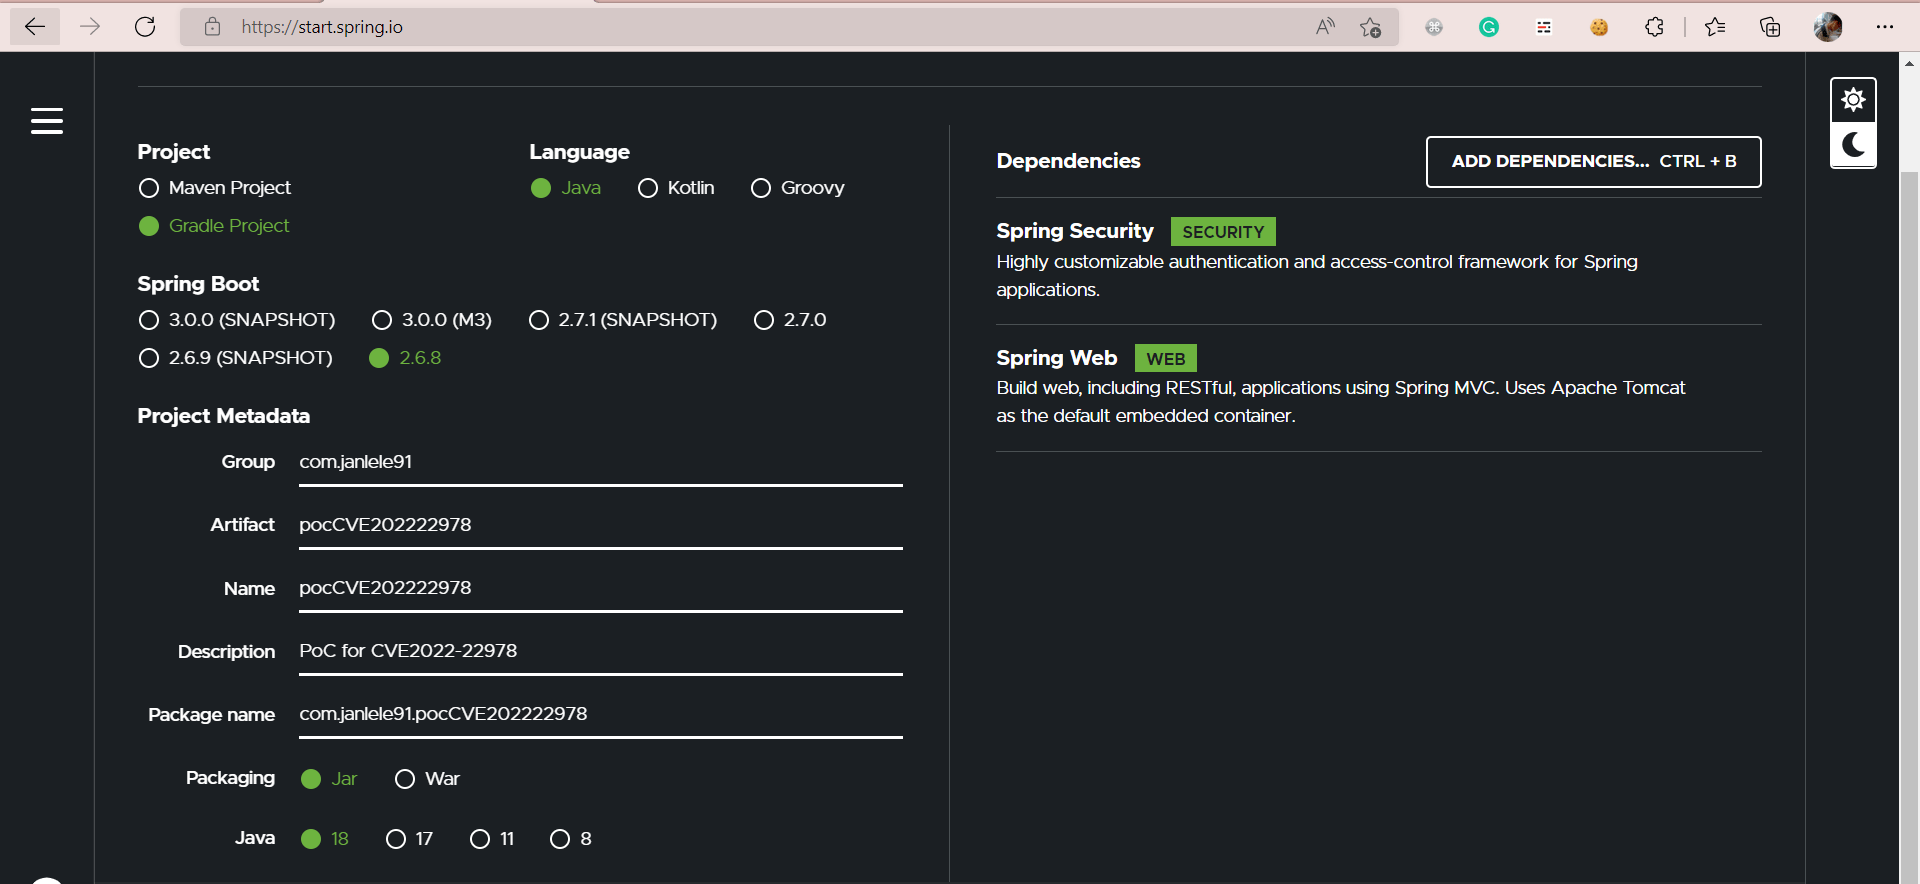 https://start.spring.io
Project
Maven Project
Gradle Project
Language
Java Kotlin Groovy
Spring Boot
3.0.0 (SNAPSHOT) 3.0.0 (M3) 2.7.1 (SNAPSHOT) 2.7.0
2.6.9 (SNAPSHOT) 2.6.8
Project Metadata
Group com.janlele91
Artifact pocCVE202222978
Name pocCVE202222978
Description PoC for CVE2022-22978
Package name com.janlele91.pocCVE202222978
Packaging Jar War
Java 18 17 11 8
Dependencies
ADD DEPENDENCIES... CTRL + B
Spring Security SECURITY
Highly customizable authentication and access-control framework for Spring
applications.
Spring Web WEB
Build web, including RESTful, applications using Spring MVC. Uses Apache Tomcat
as the default embedded container.